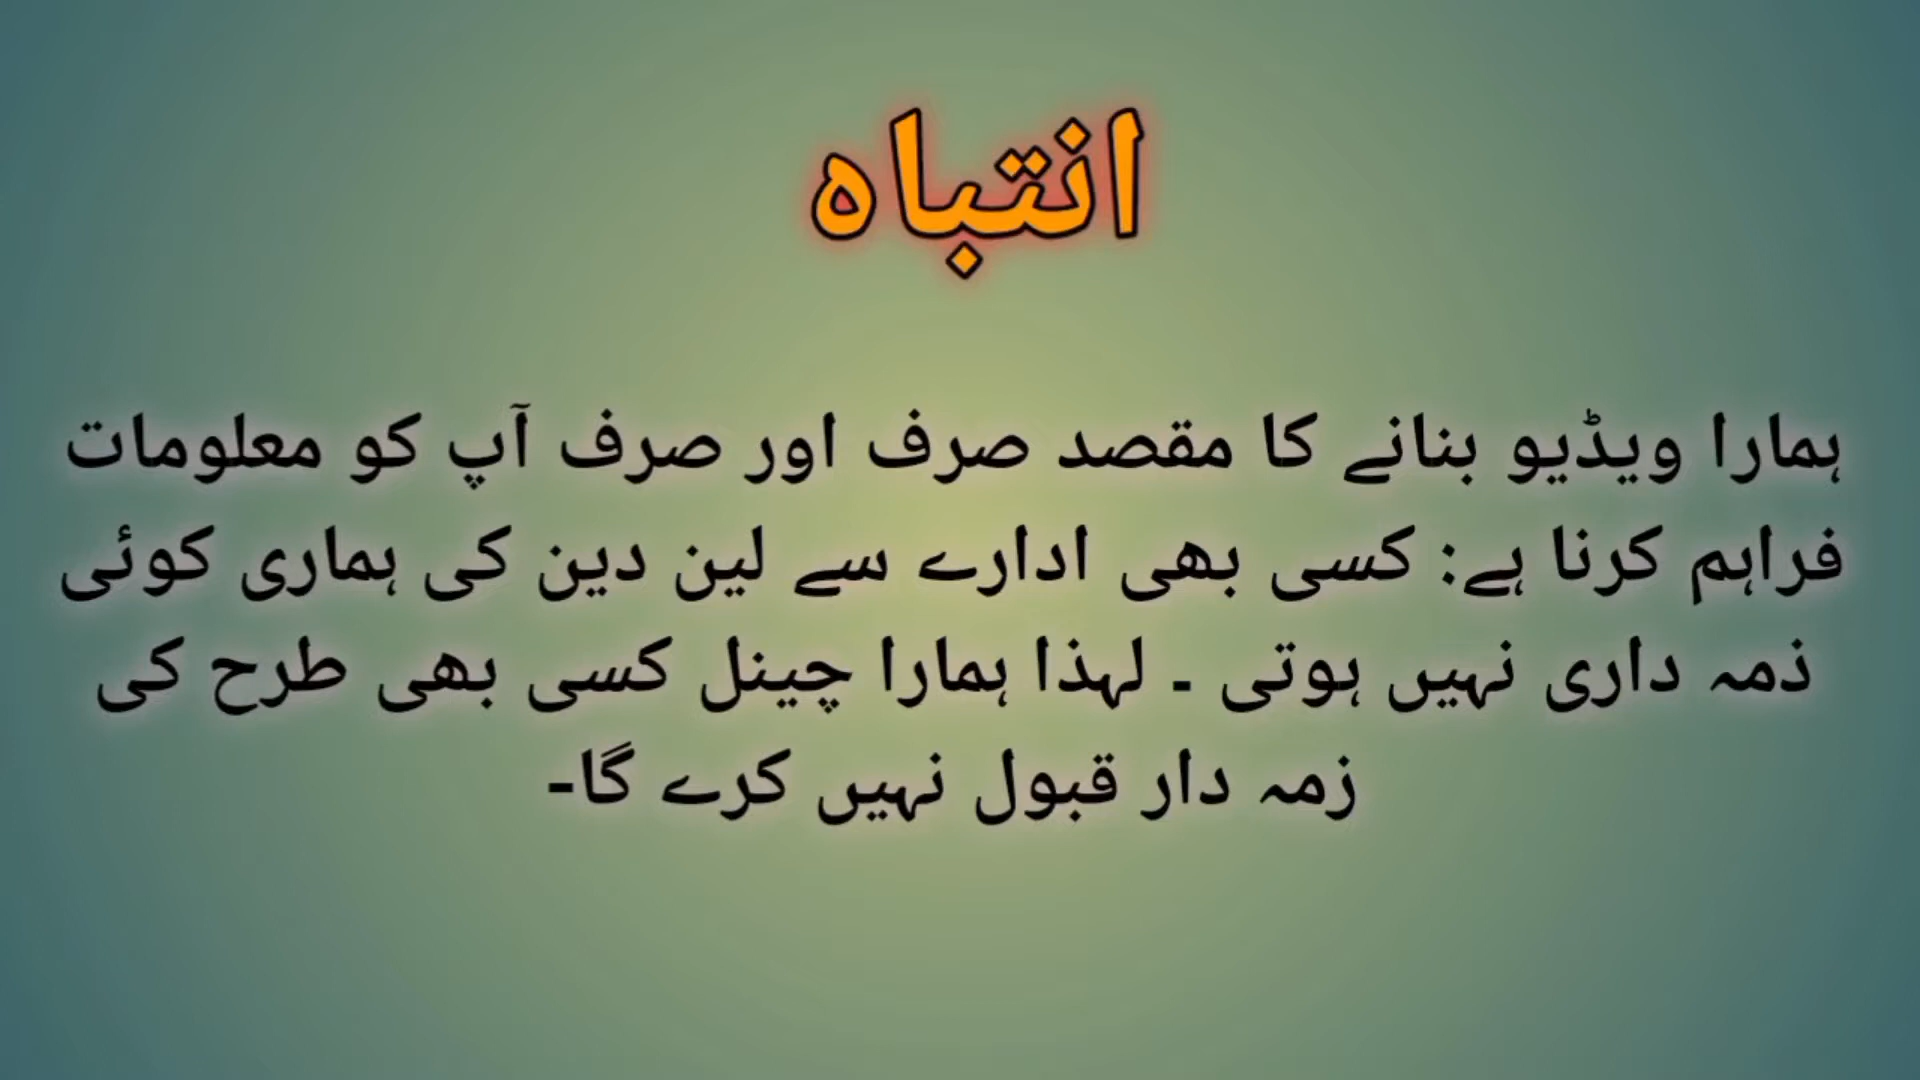 انتباہ
ہمارا ویڈیو بنانے کا مقصد صرف اور صرف آپ کو معلومات
فراہم کرنا ہے: کسی بھی ادارے سے لین دین کی ہماری کوئی
ذمہ داری نہیں ہوتی ۔ لہذا ہمارا چینل کسی بھی طرح کی
زمہ دار قبول نہیں کرے گا-